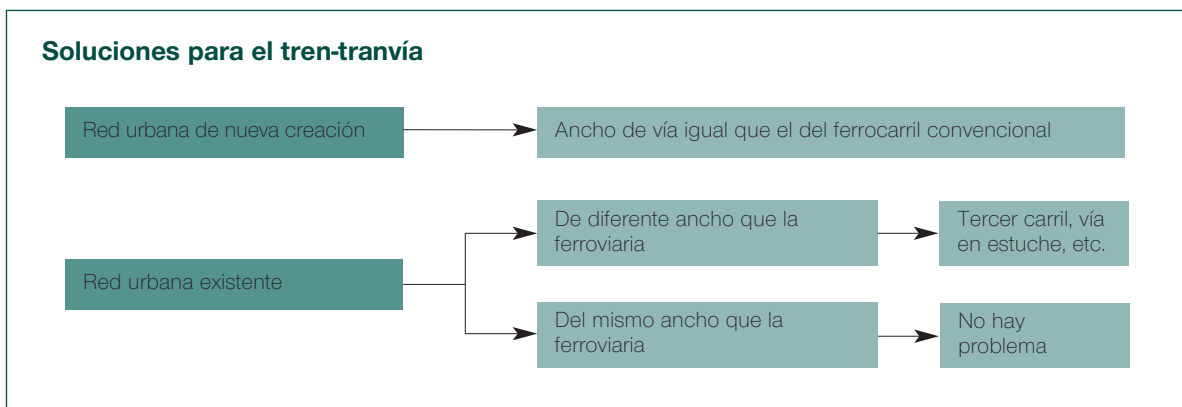 Soluciones para el tren-tranvía
Red urbana de nueva creación
Ancho de vía igual que el del ferrocarril convencional
De diferente ancho que la
ferroviaria
Tercer carril, vía
en estuche, etc.
Red urbana existente
Del mismo ancho que la
ferroviaria
No hay
problema